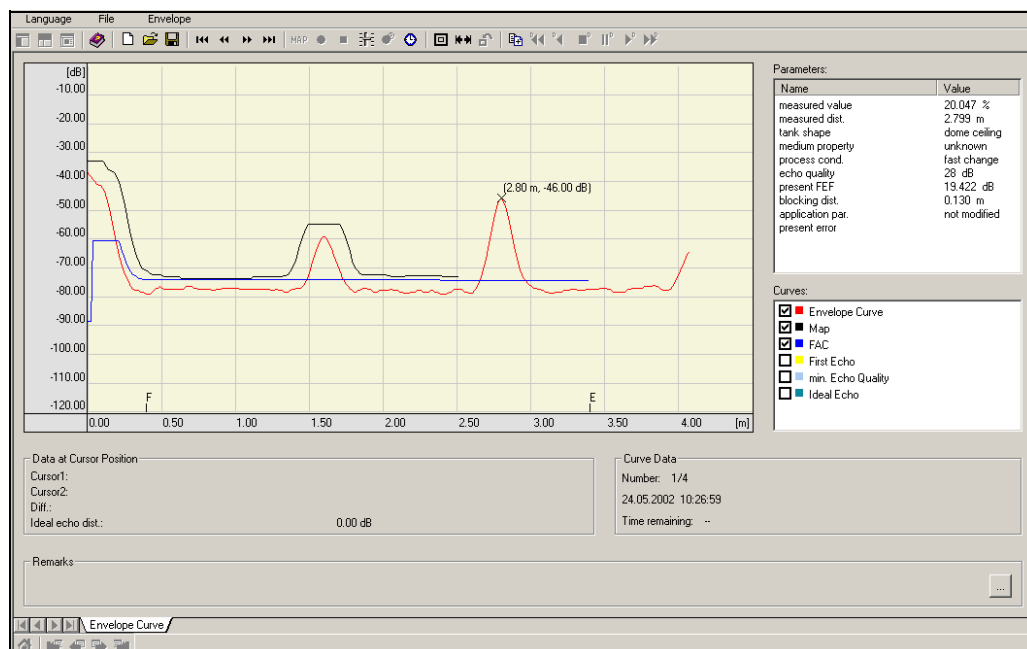 Language File Envelope
MAP
[dB]
-10.00
-20.00
-30.00
-40.00
-50.00
-60.00
-70.00
-80.00
-90.00
-100.00
-110.00
-120.00
(2.80 m, -46.00 dB)
F
E
0.00 0.50 1.00 1.50 2.00 2.50 3.00 3.50 4.00 [m]
Parameters:
Name Value
measured value 20.047 %
measured dist. 2.799 m
tank shape dome ceiling
medium property unknown
process cond. fast change
echo quality 28 dB
present FEF 19.422 dB
blocking dist. 0.130 m
application par. not modified
present error
Curves:
Envelope Curve
Map
FAC
First Echo
min. Echo Quality
Ideal Echo
Data at Cursor Position
Cursor1:
Cursor2:
Diff.:
Ideal echo dist.: 0.00 dB
Curve Data
Number: 1/4
24.05.2002 10:26:59
Time remaining: --
Remarks
...
Envelope Curve